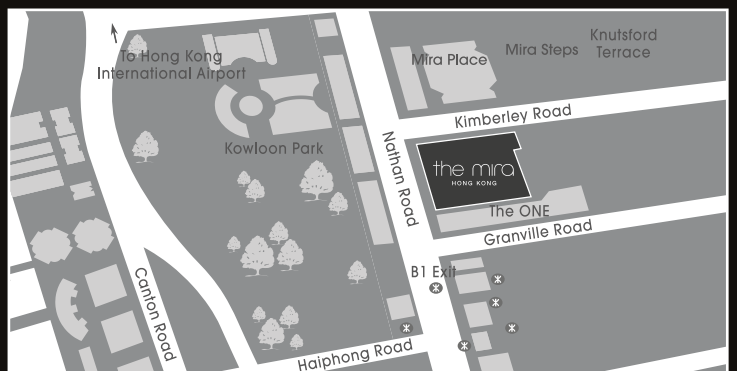 To Hong Kong
International Airport
Mira Place
Mira Steps
Knutsford
Terrace
Kimberley Road
Kowloon Park
Nathan Road
the mira
HONG KONG
The ONE
Granville Road
B1 Exit
Canton Road
Haiphong Road